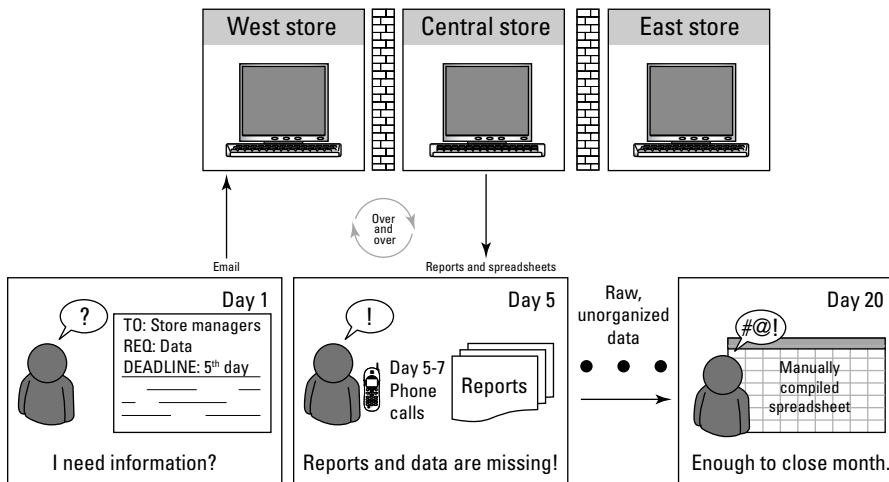 West store
Central store
East store
Over
and
over
Email
Reports and spreadsheets
Day 1
?
TO: Store managers
REQ: Data
DEADLINE: 5th day
I need information?
Day 5
!
Day 5-7
Phone
calls
Reports
Reports and data are missing!
Raw,
unorganized
data
Day 20
#@!
Manually
compiled
spreadsheet
Enough to close month.